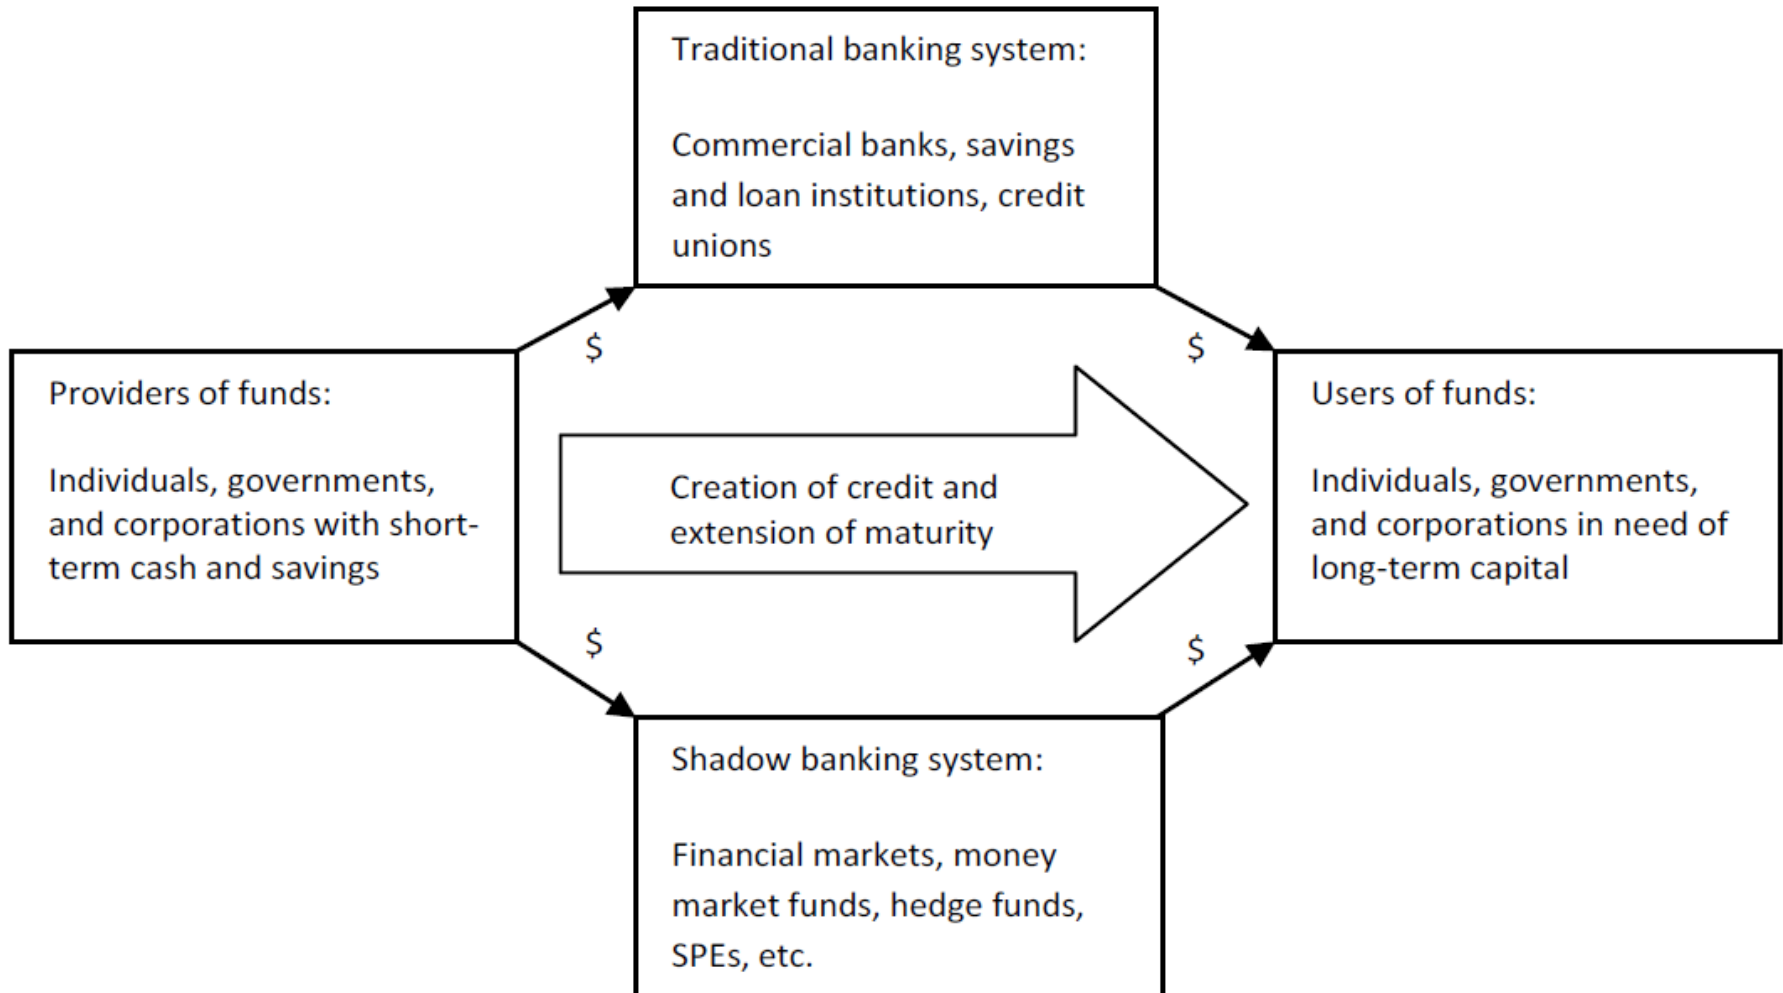 Traditional banking system:
Commercial banks, savings
and loan institutions, credit
unions
$
$
Providers of funds:
Individuals, governments,
and corporations with short-
term cash and savings
Creation of credit and
extension of maturity
Users of funds:
Individuals, governments,
and corporations in need of
long-term capital
$
$
Shadow banking system:
Financial markets, money
market funds, hedge funds,
SPEs, etc.